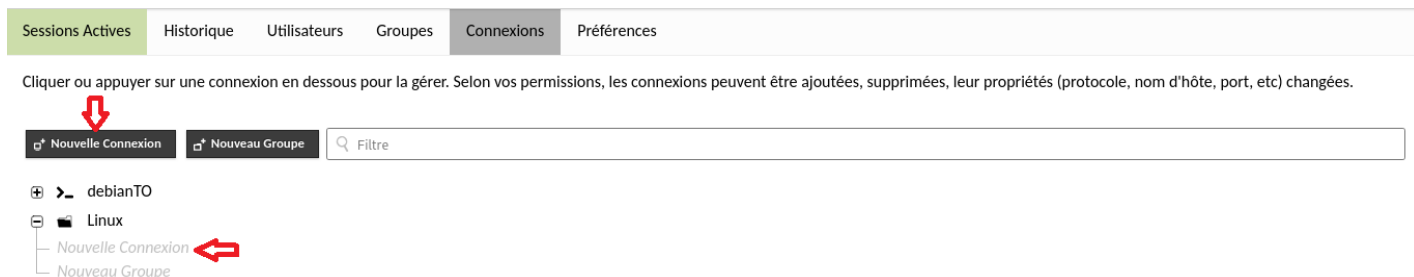 Sessions Actives Historique Utilisateurs Groupes Connexions Préférences
Cliquer ou appuyer sur une connexion en dessous pour la gérer. Selon vos permissions, les connexions peuvent être ajoutées, supprimées, leur propriétés (protocole, nom d'hôte, port, etc) changées.
Nouvelle Connexion Nouveau Groupe Filtre
debianTO
Linux
Nouvelle Connexion
Nouveau Groupe